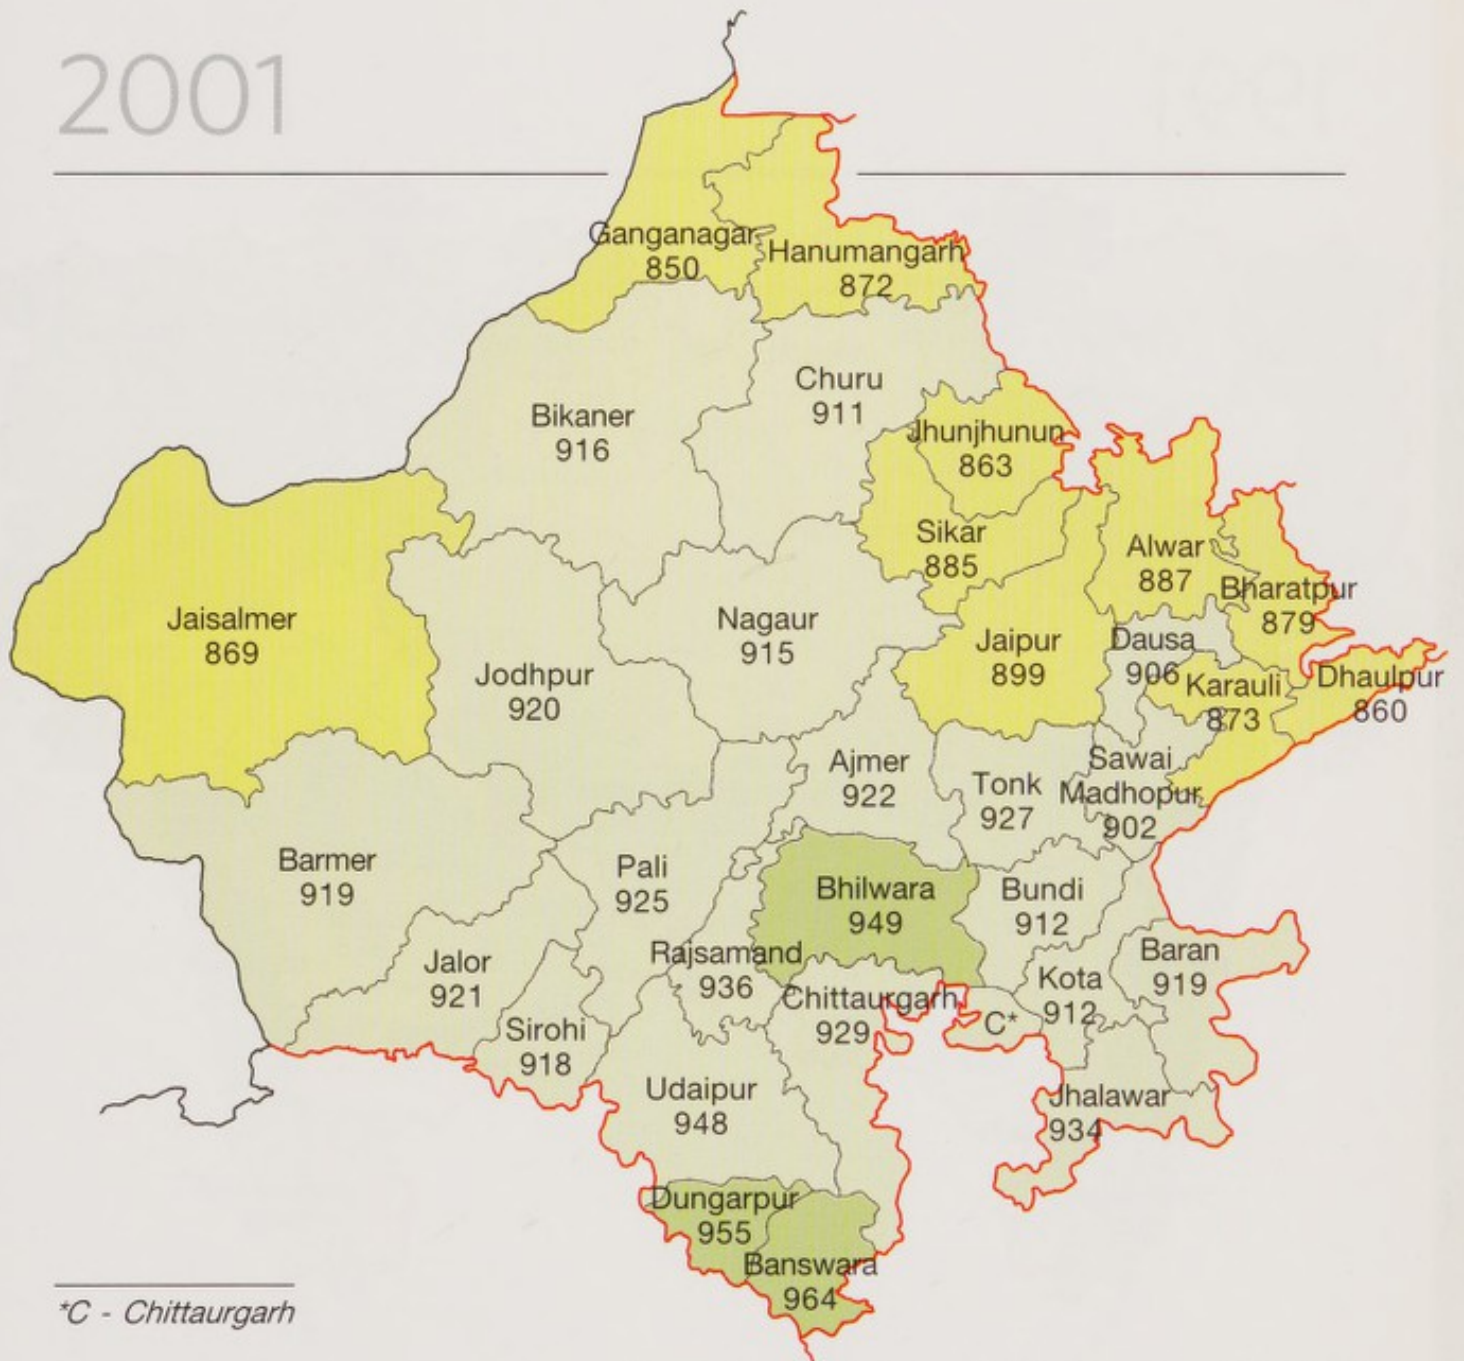 2001
Ganganagar
850
Hanumangarh
872
Churu
911
Bikaner
916
Jhunjhunun
863
Sikar
885
Alwar
887
Bharatpur
879
Jaisalmer
869
Nagaur
915
Jaipur
899
Dausa
906
Karauli
873
Dhaulpur
860
Jodhpur
920
Ajmer
922
Tonk
927
Sawai
Madhopur
902
Barmer
919
Pali
925
Bhilwara
949
Bundi
912
Jalor
921
Rajsamand
936
Chittaurgarh
929
C*
Kota
912
Baran
919
Sirohi
918
Udaipur
948
Jhalawar
934
Dungarpur
955
Banswara
964
*C - Chittaurgarh